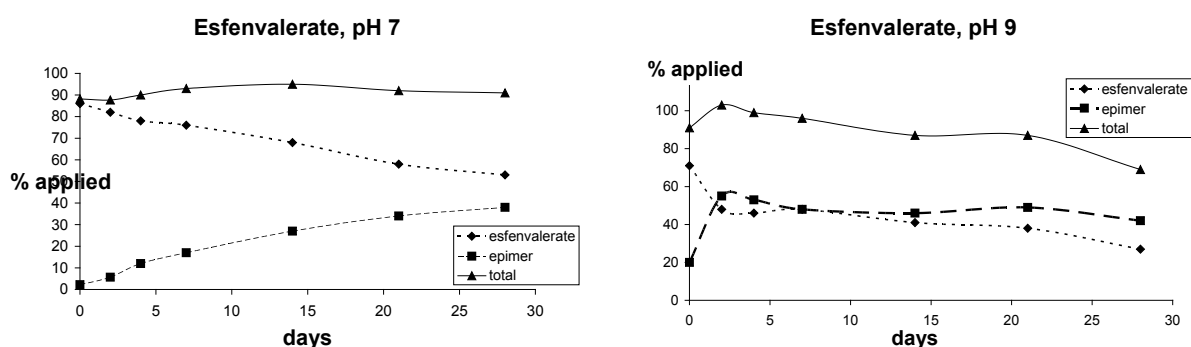 Esfenvalerate, pH 7
100
90
80
70
60
% applied
50
40
30
20
10
0
esfenvalerate
epimer
total
0 5 10 15 20 25 30
days
Esfenvalerate, pH 9
% applied
100
80
60
40
20
0
esfenvalerate
epimer
total
0 5 10 15 20 25 30
days